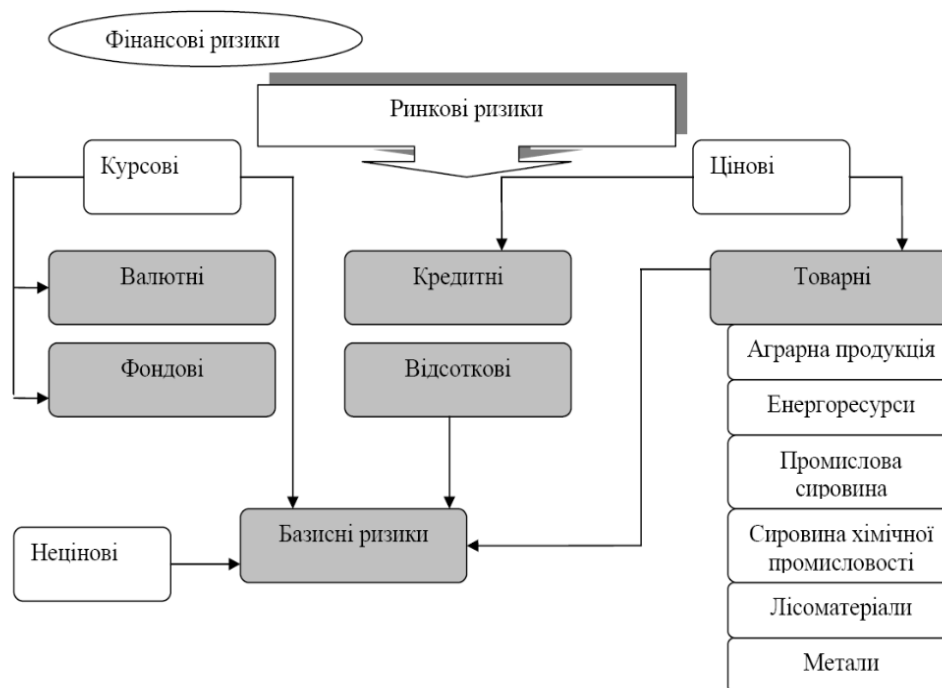 Фінансові ризики
Ринкові ризики
Курсові
Цінові
Валютні
Кредитні
Товарні
Фондові
Відсоткові
Аграрна продукція
Енергоресурси
Промислова
сировина
Базисні ризики
Нецінові
Сировина хімічної
промисловості
Лісоматеріали
Метали